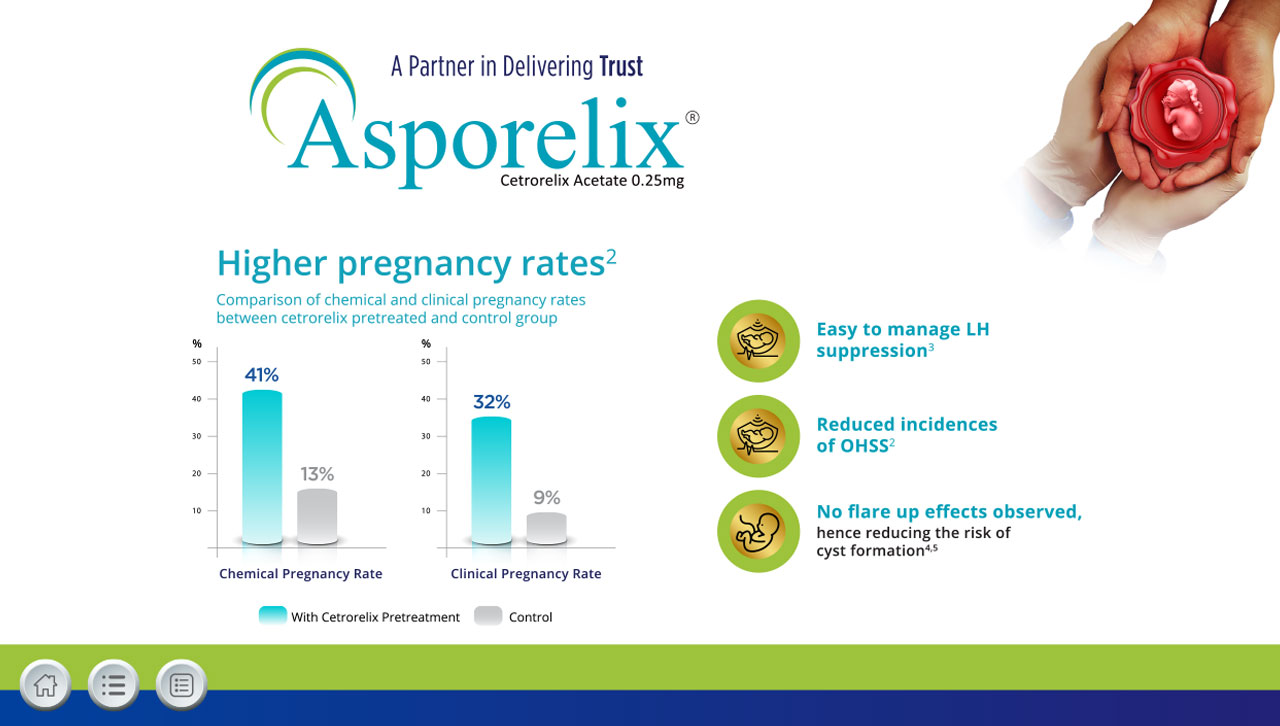 A Partner in Delivering Trust
Asporelix®
Cetrorelix Acetate 0.25mg
Higher pregnancy rates²
Comparison of chemical and clinical pregnancy rates
between cetrorelix pretreated and control group
%
50
40
30
20
10
41%
13%
Chemical Pregnancy Rate
%
50
40
30
20
10
32%
9%
Clinical Pregnancy Rate
With Cetrorelix Pretreatment
Control
Easy to manage LH
suppression³
Reduced incidences
of OHSS²
No flare up effects observed,
hence reducing the risk of
cyst formation⁴,⁵